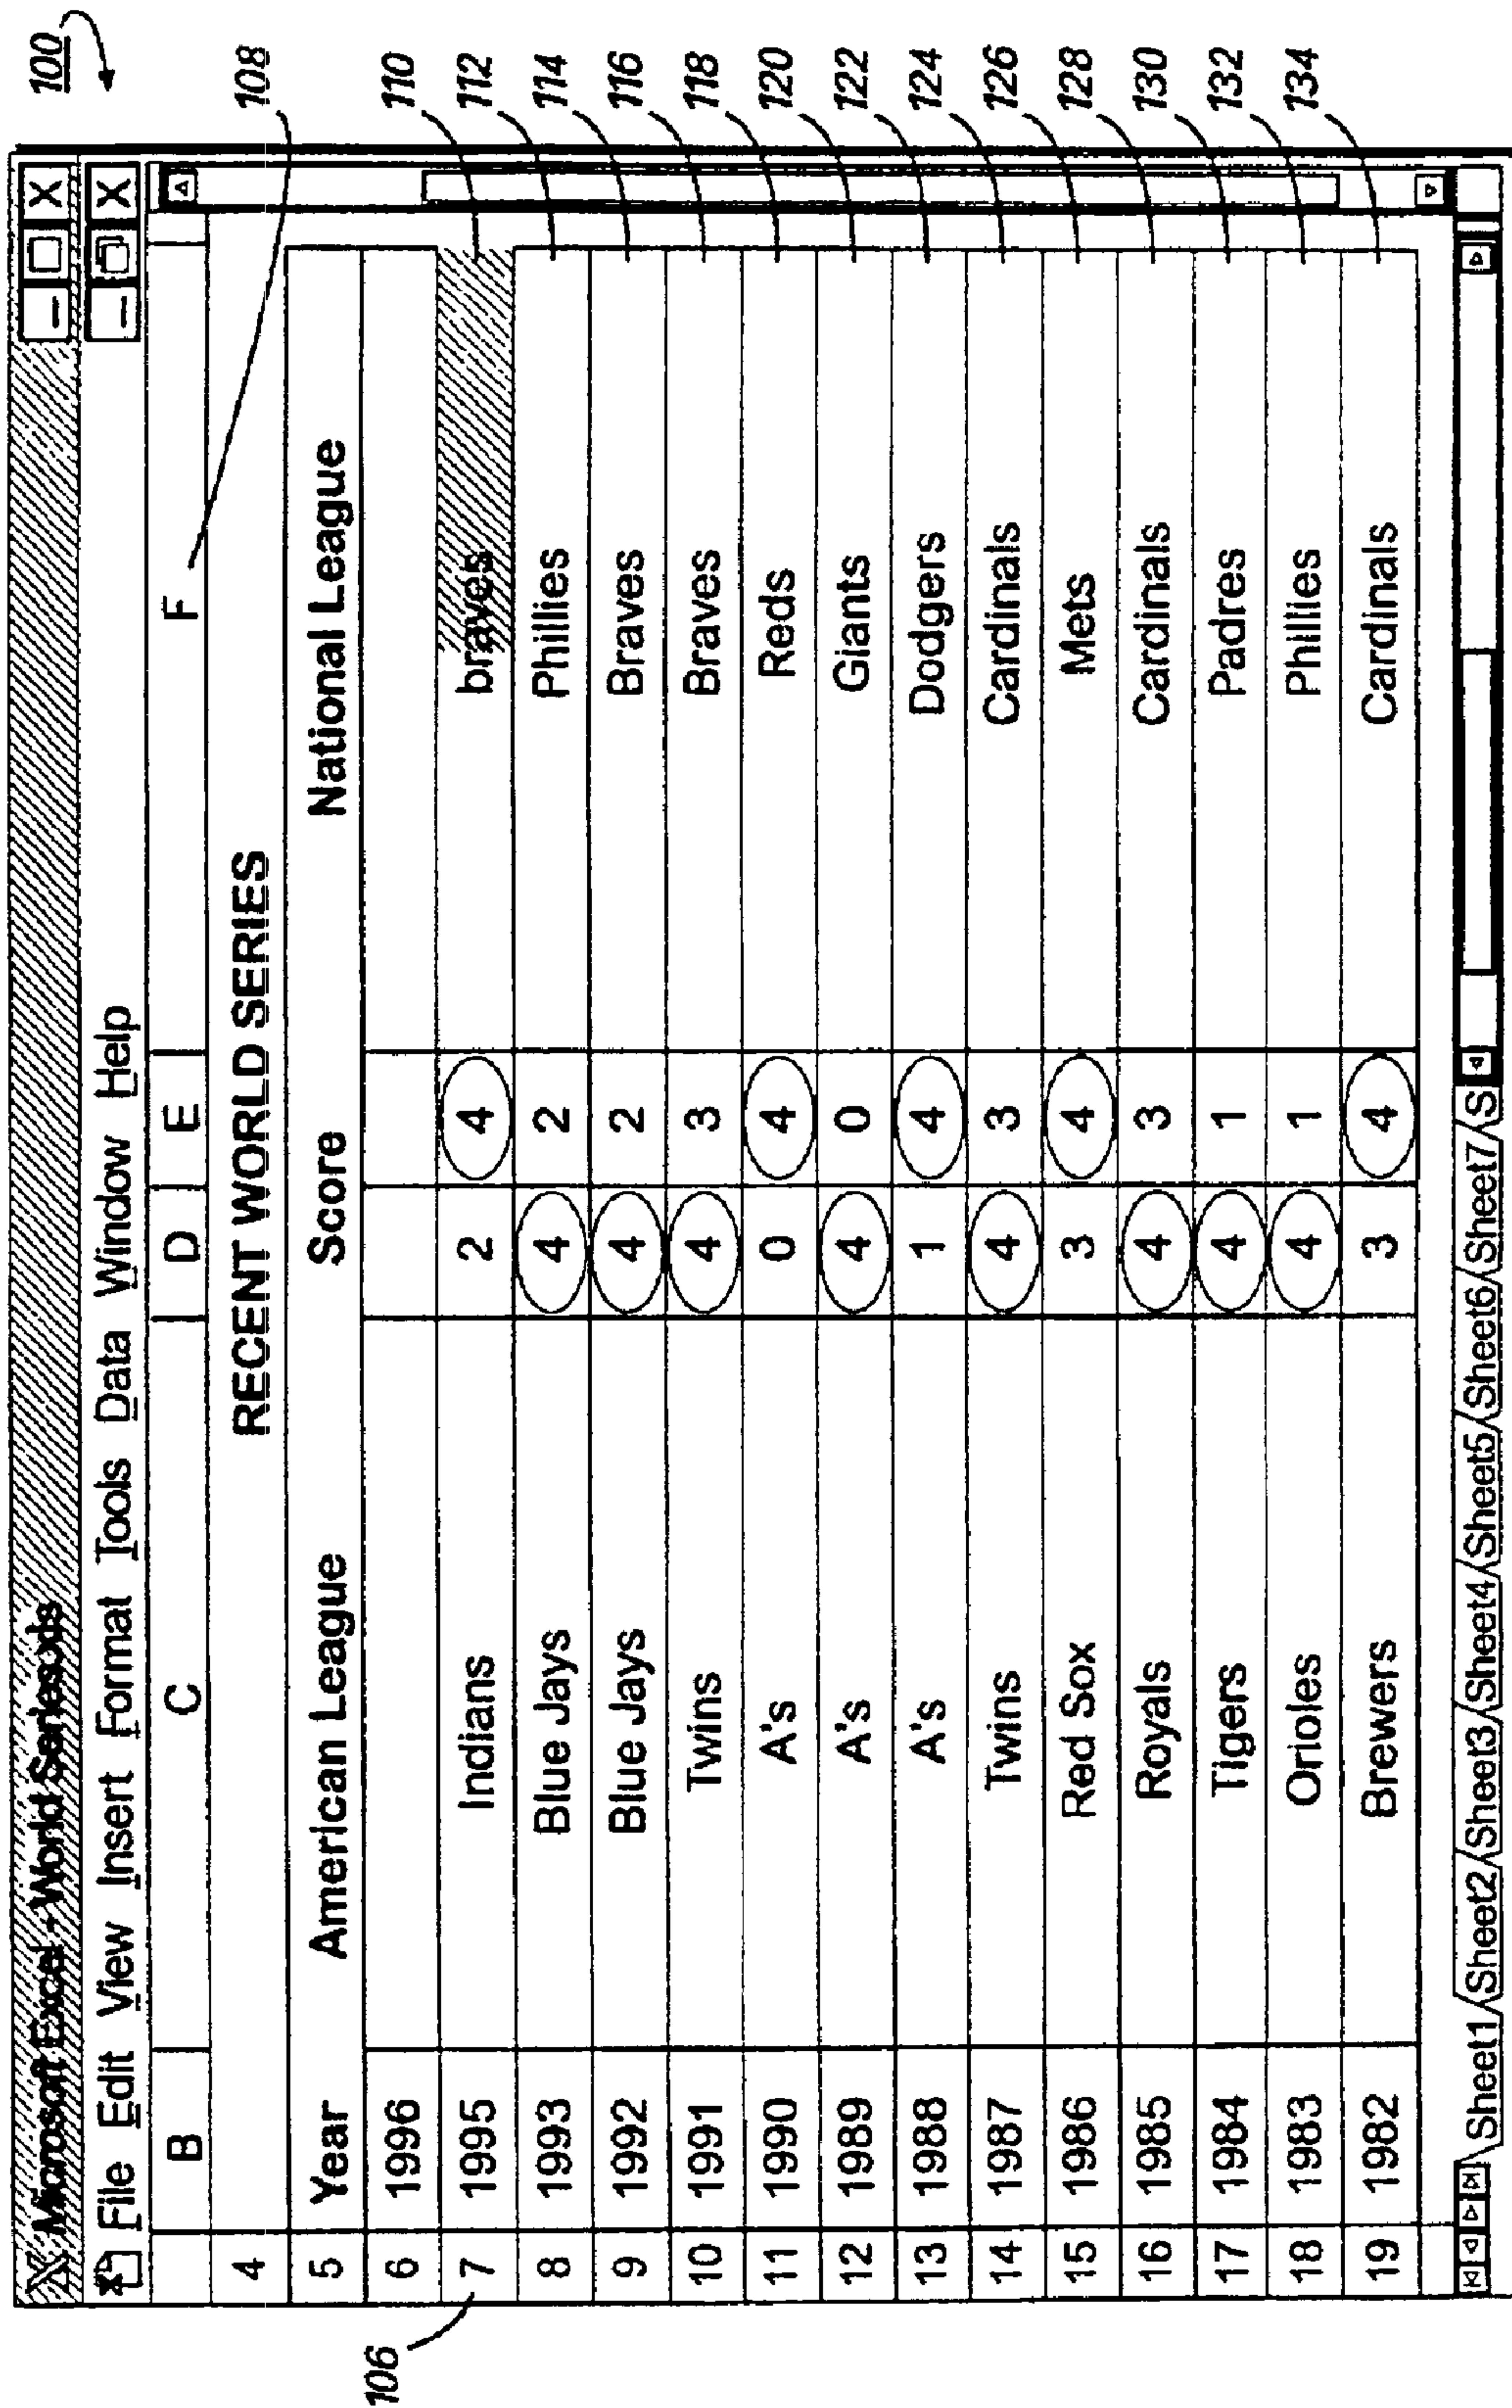 100
Microsoft Excel - World Series.xls
File Edit View Insert Format Tools Data Window Help
B C D E F
108
4 RECENT WORLD SERIES
5 Year American League Score National League
6 1996
110
106
7 1995 Indians 2 4 braves 112
8 1993 Blue Jays 4 2 Phillies 114
9 1992 Blue Jays 4 2 Braves 116
10 1991 Twins 4 3 Braves 118
11 1990 A's 0 4 Reds 120
12 1989 A's 4 0 Giants 122
13 1988 A's 1 4 Dodgers 124
14 1987 Twins 4 3 Cardinals 126
15 1986 Red Sox 3 4 Mets 128
16 1985 Royals 4 3 Cardinals 130
17 1984 Tigers 4 1 Padres 132
18 1983 Orioles 4 1 Phillies 134
19 1982 Brewers 3 4 Cardinals
Sheet1 Sheet2 Sheet3 Sheet4 Sheet5 Sheet6 Sheet7 S